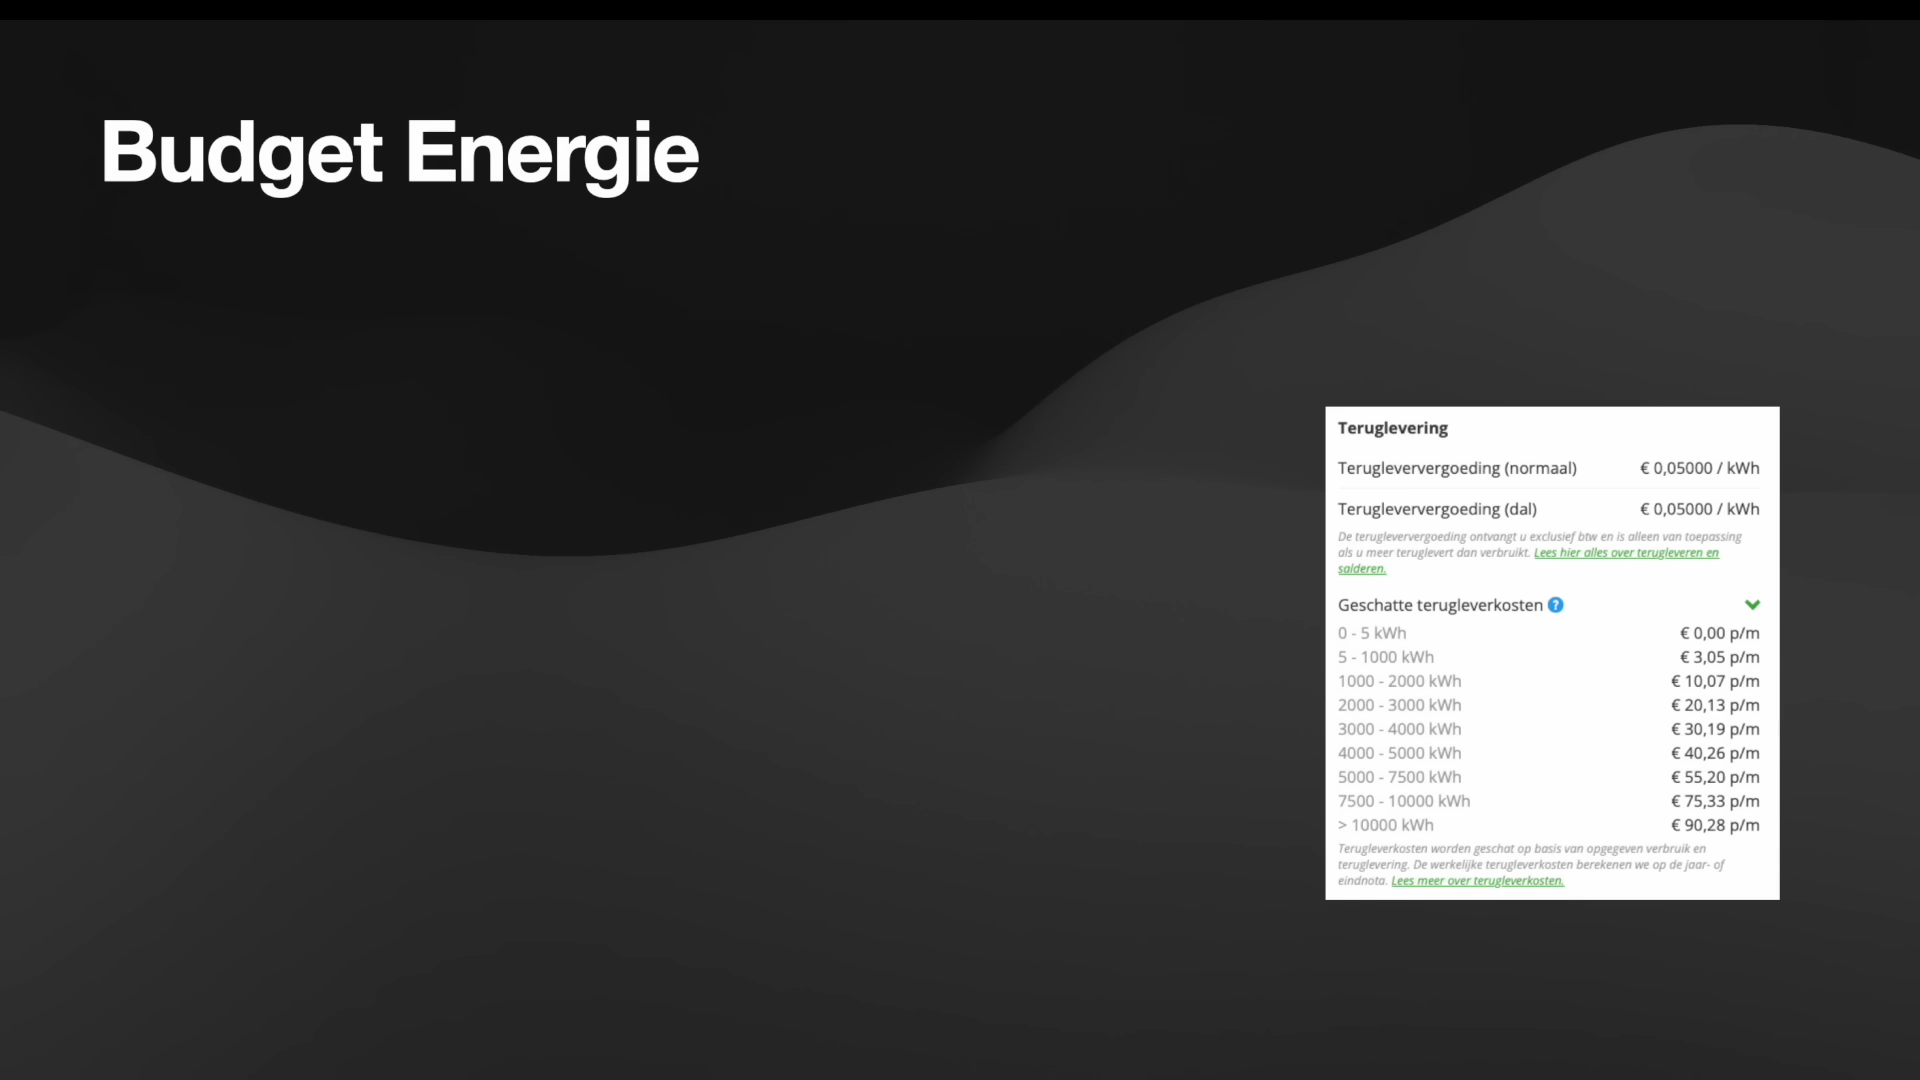 Budget Energie
Teruglevering
Terugleververgoeding (normaal) € 0,05000 / kWh
Terugleververgoeding (dal) € 0,05000 / kWh
De terugleververgoeding ontvangt u exclusief btw en is alleen van toepassing
als u meer teruglevert dan verbruikt. Lees hier alles over terugleveren en
salderen.
Geschatte terugleverkosten ?
0 - 5 kWh € 0,00 p/m
5 - 1000 kWh € 3,05 p/m
1000 - 2000 kWh € 10,07 p/m
2000 - 3000 kWh € 20,13 p/m
3000 - 4000 kWh € 30,19 p/m
4000 - 5000 kWh € 40,26 p/m
5000 - 7500 kWh € 55,20 p/m
7500 - 10000 kWh € 75,33 p/m
> 10000 kWh € 90,28 p/m
Terugleverkosten worden geschat op basis van opgegeven verbruik en
teruglevering. De werkelijke terugleverkosten berekenen we op de jaar- of
eindnota. Lees meer over terugleverkosten.